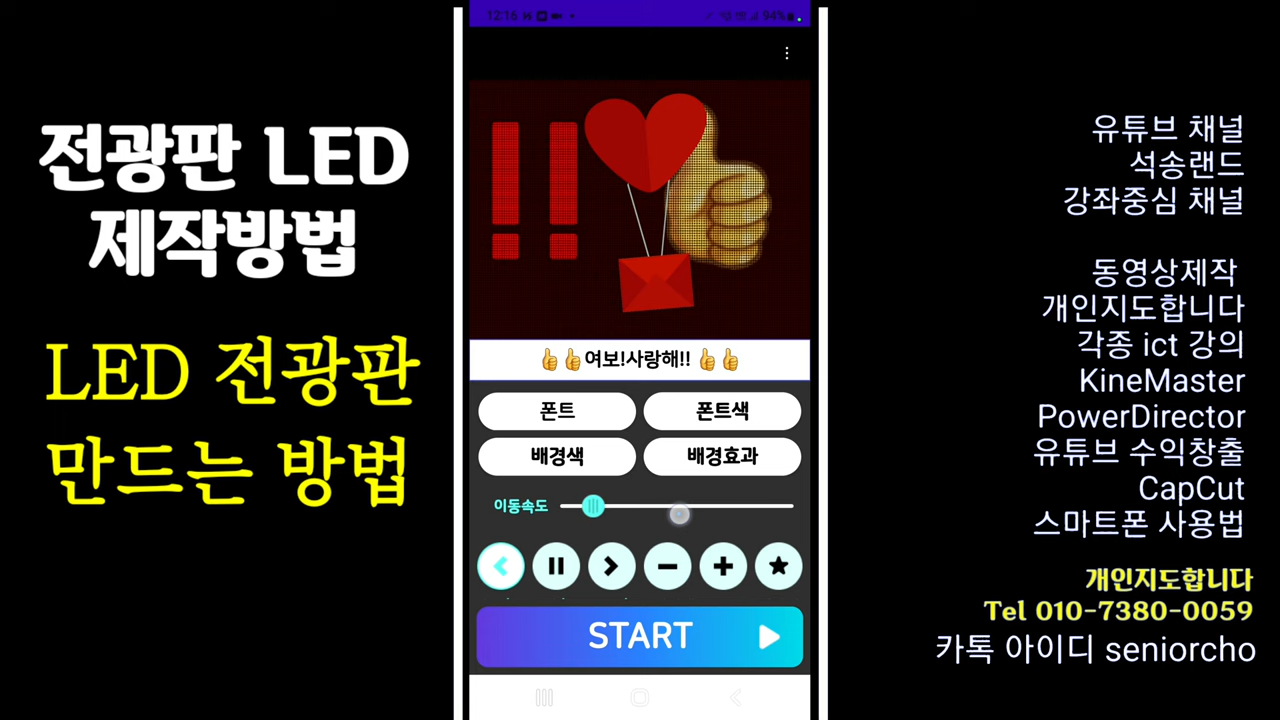 전광판 LED
제작방법
LED 전광판
만드는 방법
12:16
94%
!!
👍👍여보!사랑해!! 👍👍
폰트
폰트색
배경색
배경효과
이동속도
START
유튜브 채널
석송랜드
강좌중심 채널
동영상제작
개인지도합니다
각종 ict 강의
KineMaster
PowerDirector
유튜브 수익창출
CapCut
스마트폰 사용법
개인지도합니다
Tel 010-7380-0059
카톡 아이디 seniorcho